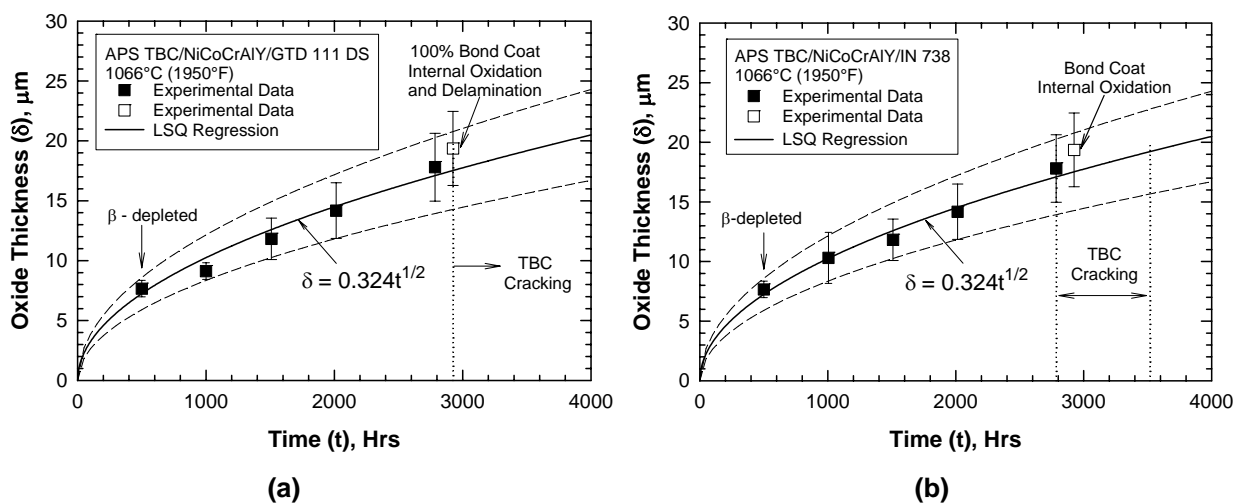 APS TBC/NiCoCrAlY/GTD 111 DS
1066°C (1950°F)
Experimental Data
Experimental Data
LSQ Regression
100% Bond Coat
Internal Oxidation
and Delamination
β - depleted
δ = 0.324t^1/2
TBC
Cracking
Oxide Thickness (δ), μm
30
25
20
15
10
5
0
0 1000 2000 3000 4000
Time (t), Hrs
(a)
APS TBC/NiCoCrAlY/IN 738
1066°C (1950°F)
Experimental Data
Experimental Data
LSQ Regression
Bond Coat
Internal Oxidation
β-depleted
δ = 0.324t^1/2
TBC
Cracking
Oxide Thickness (δ), μm
30
25
20
15
10
5
0
0 1000 2000 3000 4000
Time (t), Hrs
(b)